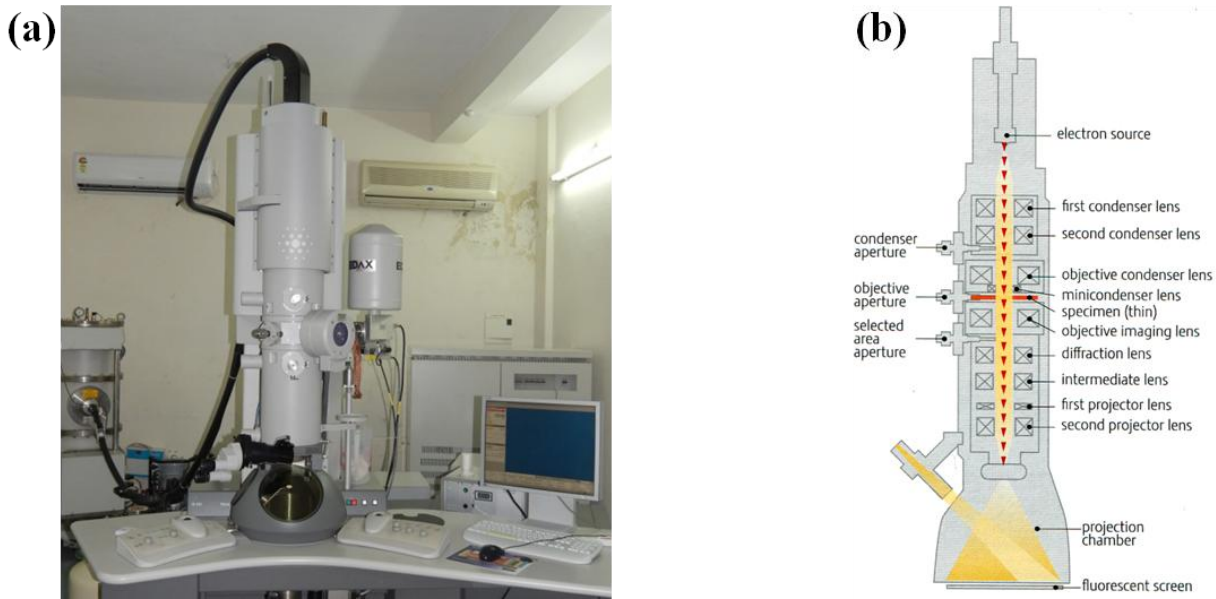 (a)
EDAX
(b)
electron source
first condenser lens
second condenser lens
condenser
aperture
objective condenser lens
minicondenser lens
objective
aperture
specimen (thin)
objective imaging lens
selected
area
aperture
diffraction lens
intermediate lens
first projector lens
second projector lens
projection
chamber
fluorescent screen